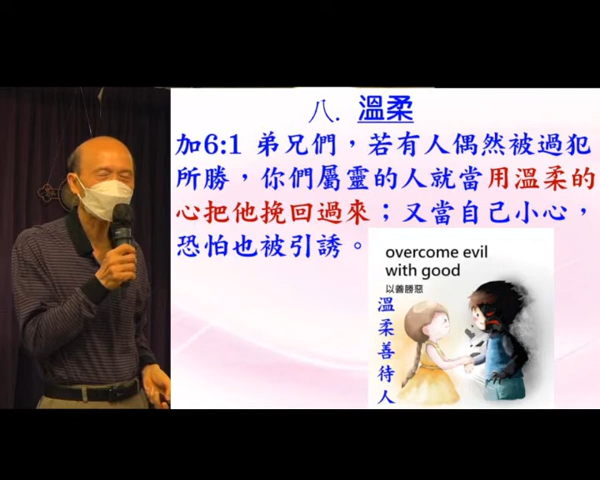 八. 溫柔
加6:1 弟兄們，若有人偶然被過犯
所勝，你們屬靈的人就當用溫柔的
心把他挽回過來；又當自己小心，
恐怕也被引誘。
overcome evil
with good
以善勝惡
溫柔善待人